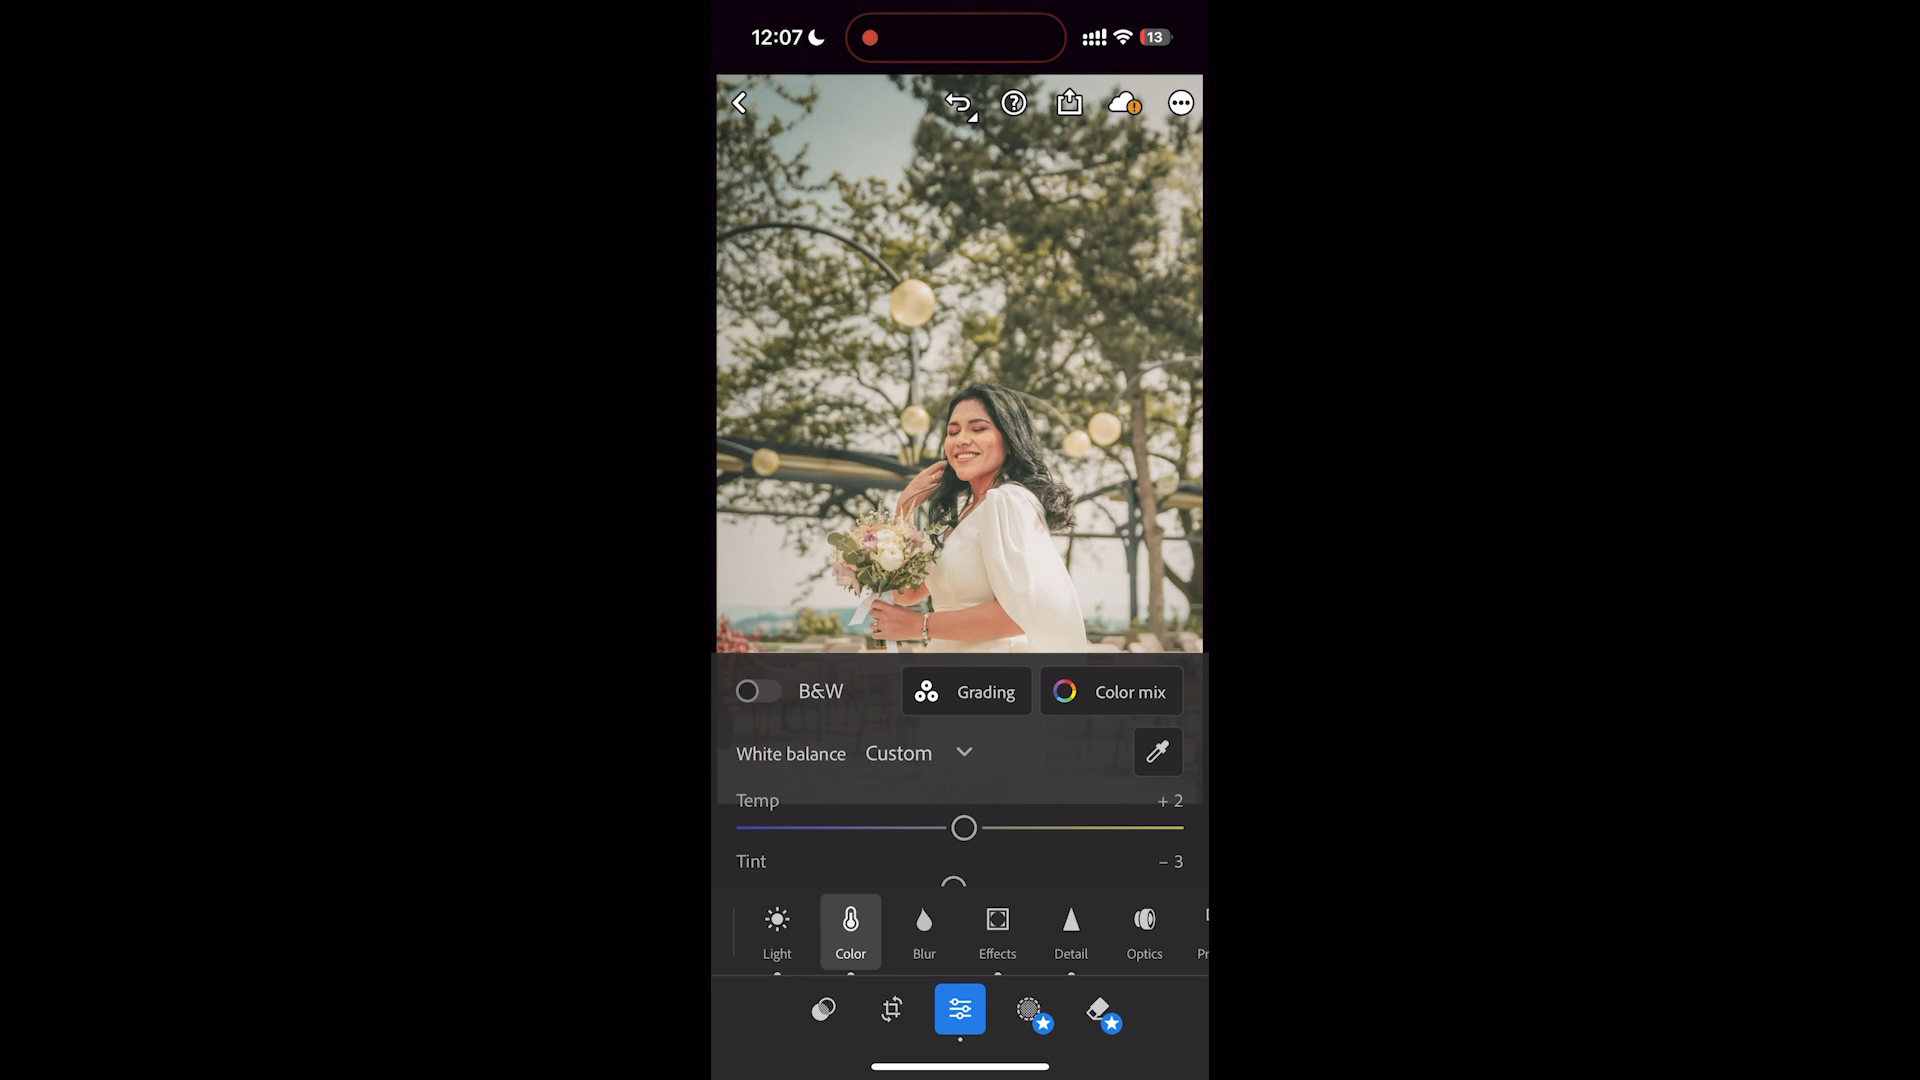 12:07
13
B&W
Grading
Color mix
White balance Custom
Temp + 2
Tint − 3
Light Color Blur Effects Detail Optics Pr